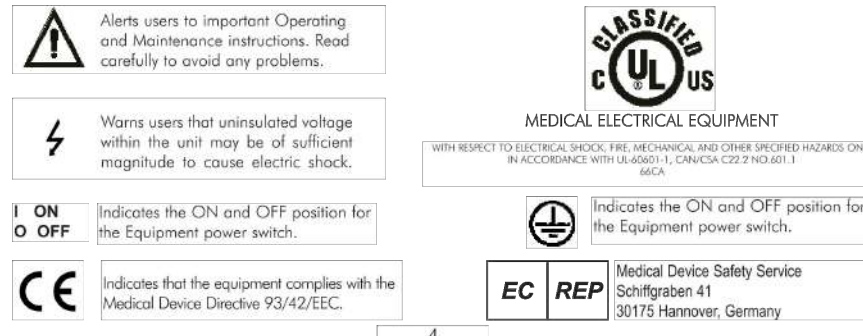 Alerts users to important Operating
and Maintenance instructions. Read
carefully to avoid any problems.
Warns users that uninsulated voltage
within the unit may be of sufficient
magnitude to cause electric shock.
I ON
O OFF
Indicates the ON and OFF position for
the Equipment power switch.
CE
Indicates that the equipment complies with the
Medical Device Directive 93/42/EEC.
CLASSIFIED
C UL ® US
MEDICAL ELECTRICAL EQUIPMENT
WITH RESPECT TO ELECTRICAL SHOCK, FIRE, MECHANICAL AND OTHER SPECIFIED HAZARDS ON
IN ACCORDANCE WITH UL-60601-1, CAN/CSA C22.2 NO.601.1
66CA
Indicates the ON and OFF position for
the Equipment power switch.
EC REP
Medical Device Safety Service
Schiffgraben 41
30175 Hannover, Germany
4